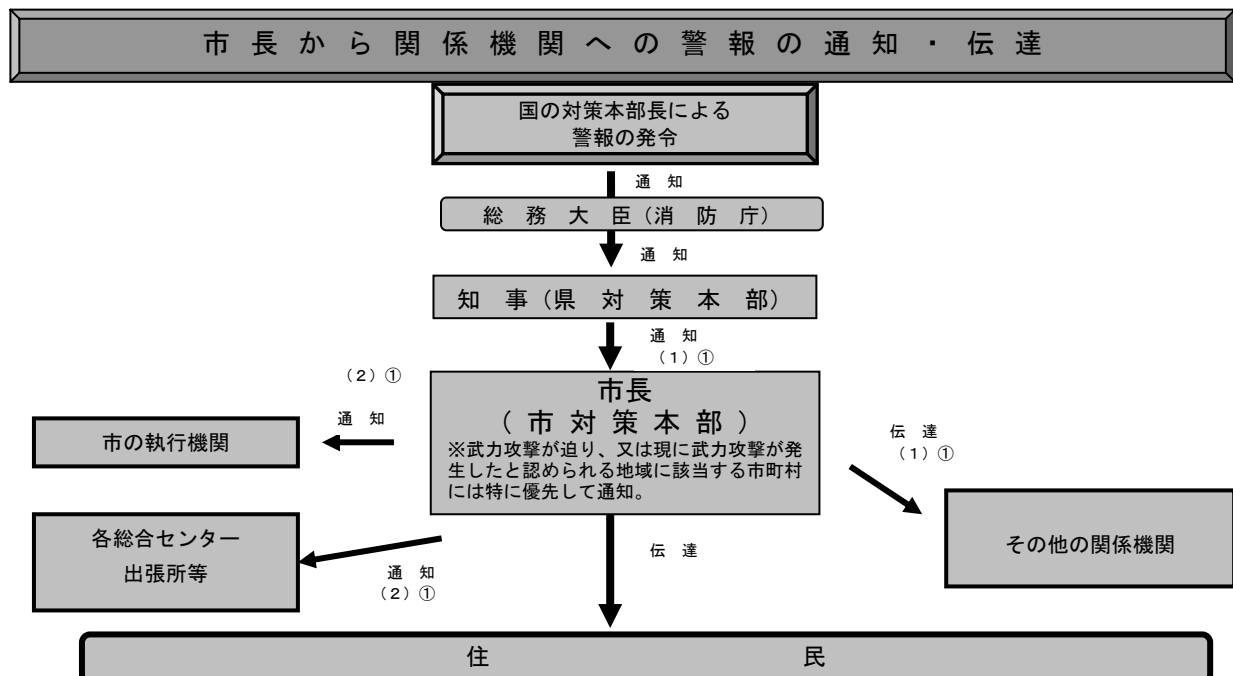 市長から関係機関への警報の通知・伝達
国の対策本部長による
警報の発令
通 知
総 務 大 臣(消 防 庁)
通 知
知 事(県 対 策 本 部)
通 知
(1)①
市長
( 市 対 策 本 部 )
※武力攻撃が迫り、又は現に武力攻撃が発
生したと認められる地域に該当する市町村
には特に優先して通知。
(2)①
通 知
市の執行機関
伝 達
(1)①
各総合センター
出張所等
通 知
(2)①
伝 達
その他の関係機関
住 民